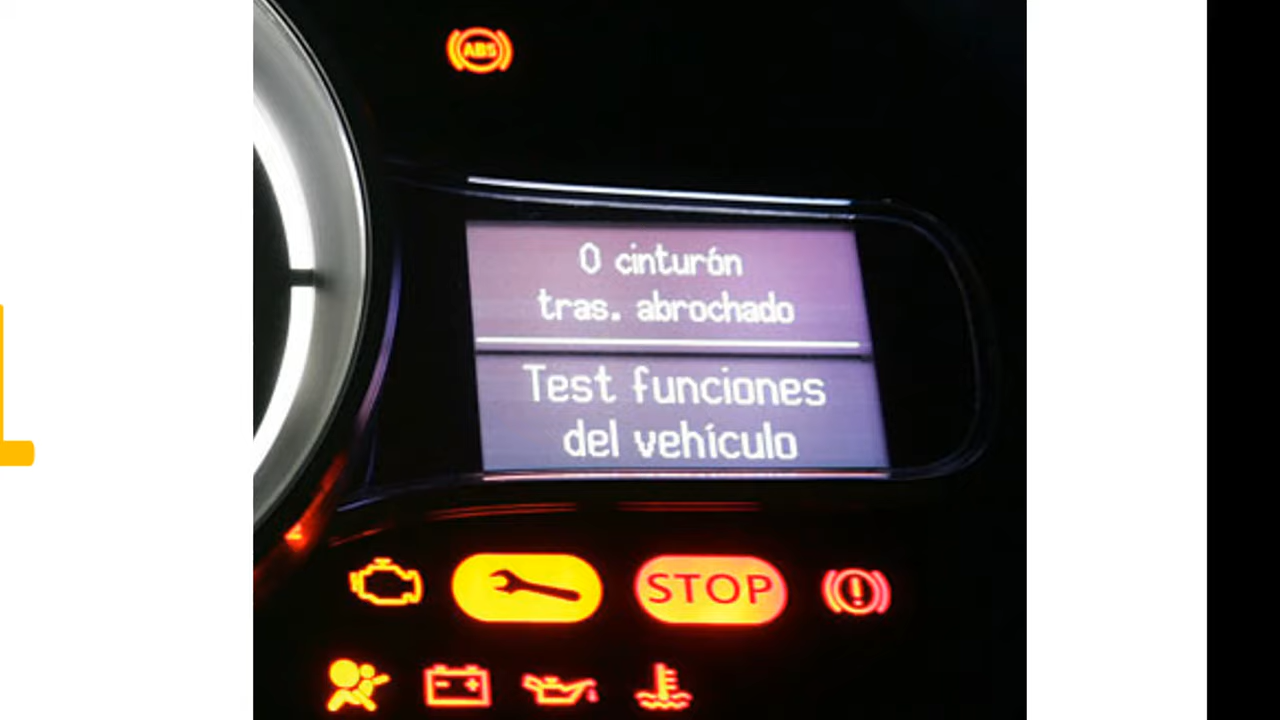 ABS
0 cinturón
tras. abrochado
Test funciones
del vehículo
STOP